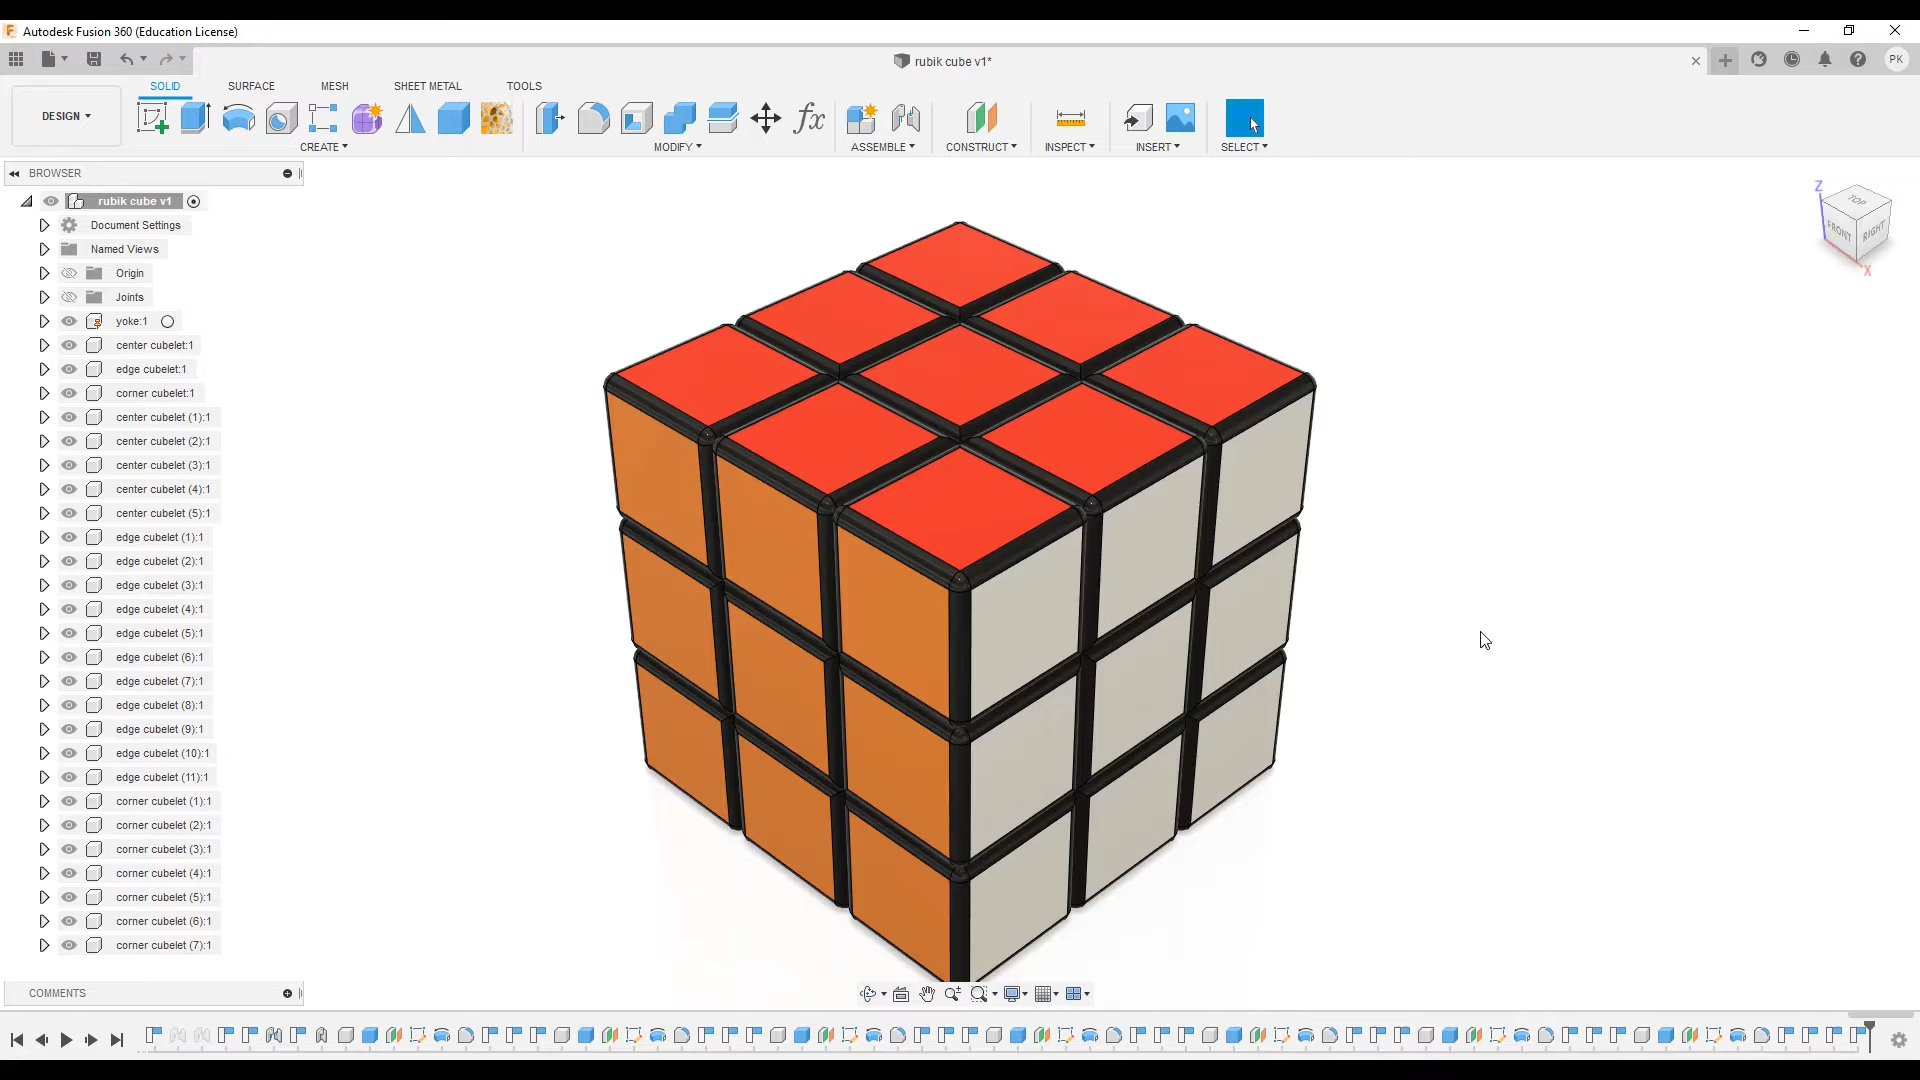 Autodesk Fusion 360 (Education License)
rubik cube v1*
PK
SOLID SURFACE MESH SHEET METAL TOOLS
DESIGN
fx
CREATE MODIFY ASSEMBLE CONSTRUCT INSPECT INSERT SELECT
BROWSER
rubik cube v1
Document Settings
Named Views
Origin
Joints
yoke:1
center cubelet:1
edge cubelet:1
corner cubelet:1
center cubelet (1):1
center cubelet (2):1
center cubelet (3):1
center cubelet (4):1
center cubelet (5):1
edge cubelet (1):1
edge cubelet (2):1
edge cubelet (3):1
edge cubelet (4):1
edge cubelet (5):1
edge cubelet (6):1
edge cubelet (7):1
edge cubelet (8):1
edge cubelet (9):1
edge cubelet (10):1
edge cubelet (11):1
corner cubelet (1):1
corner cubelet (2):1
corner cubelet (3):1
corner cubelet (4):1
corner cubelet (5):1
corner cubelet (6):1
corner cubelet (7):1
Z
TOP
FRONT RIGHT
X
COMMENTS